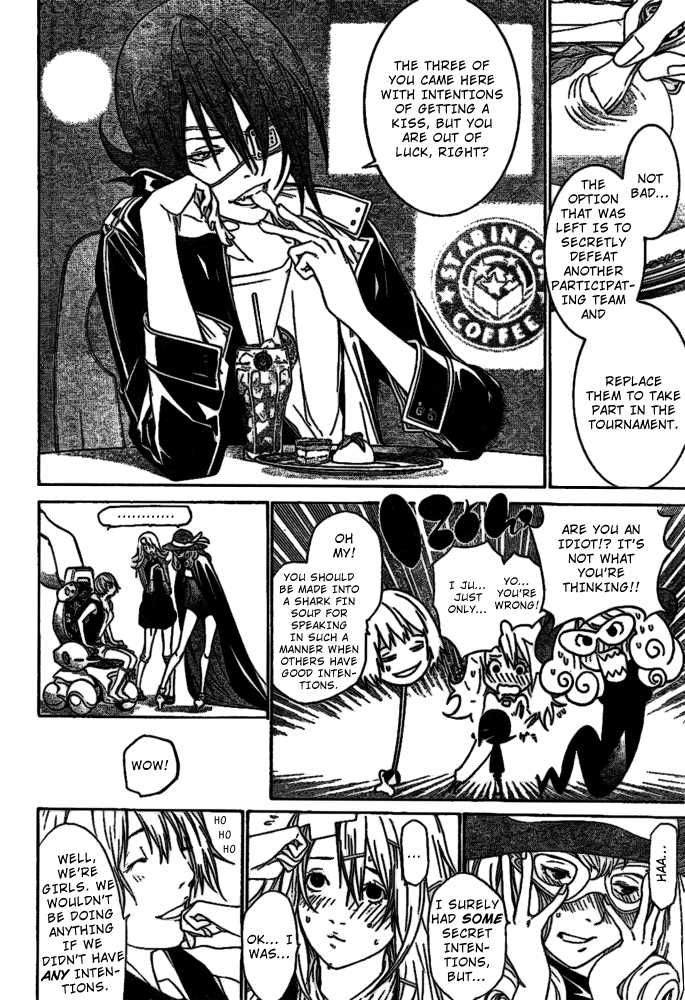 NOT
BAD...
THE
OPTION
THAT WAS
LEFT IS TO
SECRETLY
DEFEAT
ANOTHER
PARTICIPAT-
ING TEAM
AND
REPLACE
THEM TO TAKE
PART IN THE
TOURNAMENT.
THE THREE OF
YOU CAME HERE
WITH INTENTIONS
OF GETTING A
KISS, BUT YOU
ARE OUT OF
LUCK, RIGHT?
STARINBOX
COFFEE
ARE YOU AN
IDIOT!? IT'S
NOT WHAT
YOU'RE
THINKING!!
YO...
YOU'RE
WRONG!
I JU...
JUST
ONLY...
OH
MY!
YOU SHOULD
BE MADE INTO
A SHARK FIN
SOUP FOR
SPEAKING
IN SUCH A
MANNER WHEN
OTHERS HAVE
GOOD INTEN-
TIONS.
............
HAA...
I SURELY
HAD SOME
SECRET
INTEN-
TIONS,
BUT...
...
OK... I
WAS...
WOW!
HO
HO
HO
WELL,
WE'RE
GIRLS. WE
WOULDN'T
BE DOING
ANYTHING
IF WE
DIDN'T HAVE
ANY INTEN-
TIONS.